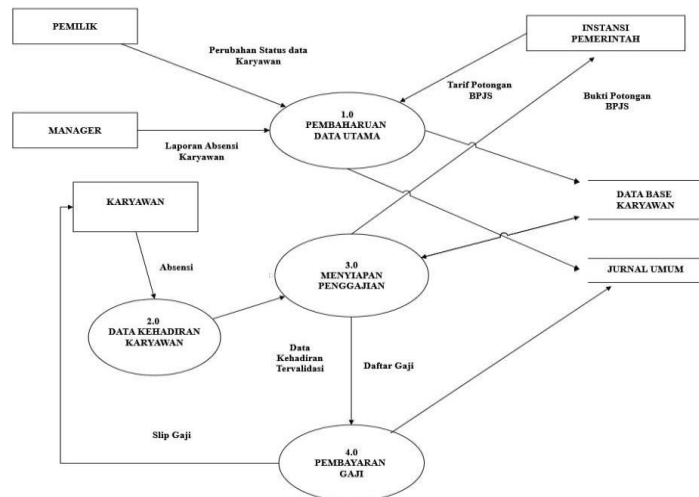 PEMILIK
INSTANSI
PEMERINTAH
Perubahan Status data
Karyawan
Tarif Potongan
BPJS
Bukti Potongan
BPJS
1.0
PEMBAHARUAN
DATA UTAMA
MANAGER
Laporan Absensi
Karyawan
KARYAWAN
DATA BASE
KARYAWAN
Absensi
3.0
MENYIAPAN
PENGGAJIAN
JURNAL UMUM
2.0
DATA KEHADIRAN
KARYAWAN
Data
Kehadiran
Tervalidasi
Daftar Gaji
Slip Gaji
4.0
PEMBAYARAN
GAJI